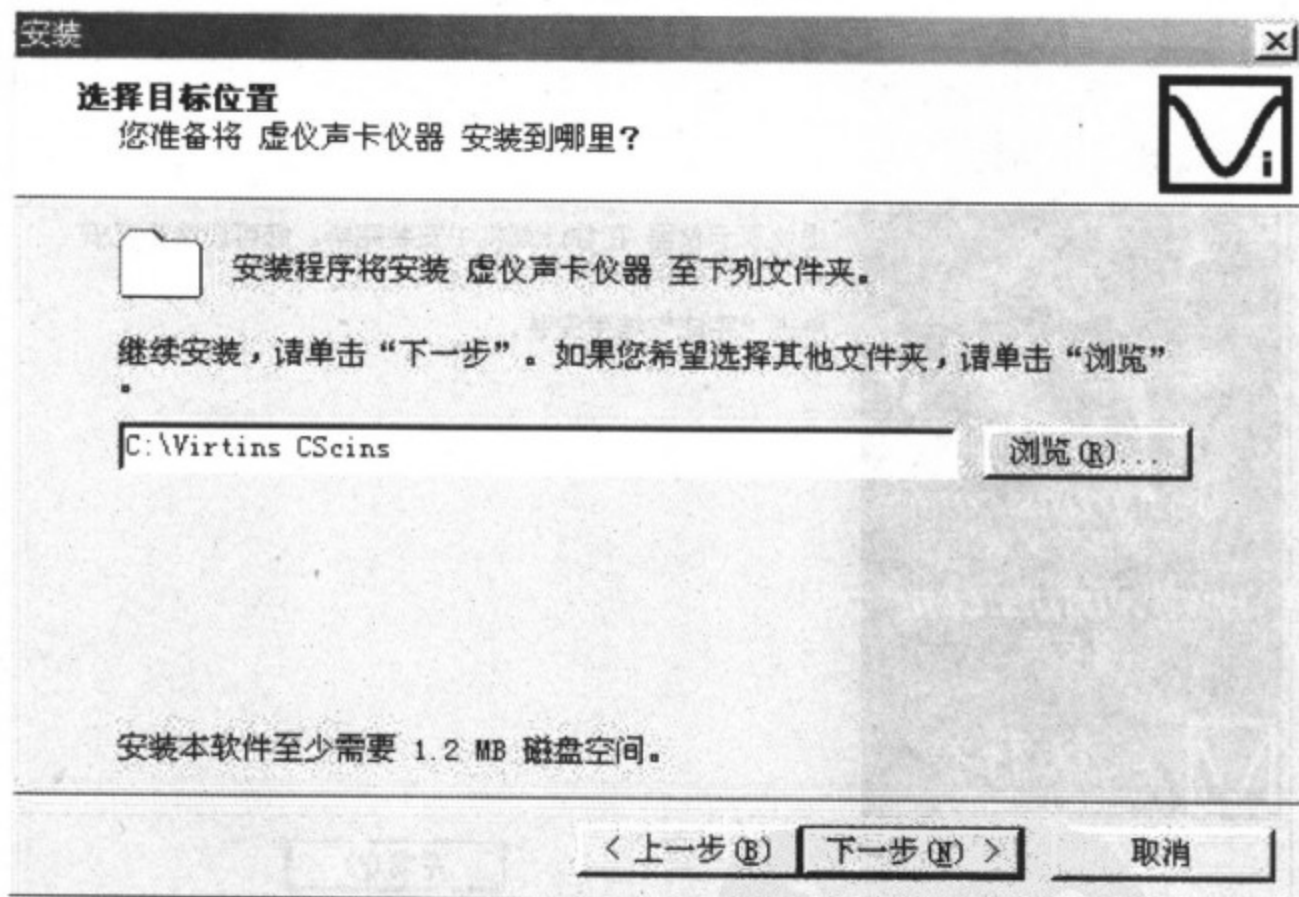 安装
选择目标位置
您准备将 虚仪声卡仪器 安装到哪里？
i
安装程序将安装 虚仪声卡仪器 至下列文件夹。
继续安装，请单击“下一步”。如果您希望选择其他文件夹，请单击“浏览”
。
C:\Virtins CScins
浏览(R)...
安装本软件至少需要 1.2 MB 磁盘空间。
< 上一步(B)
下一步(N) >
取消